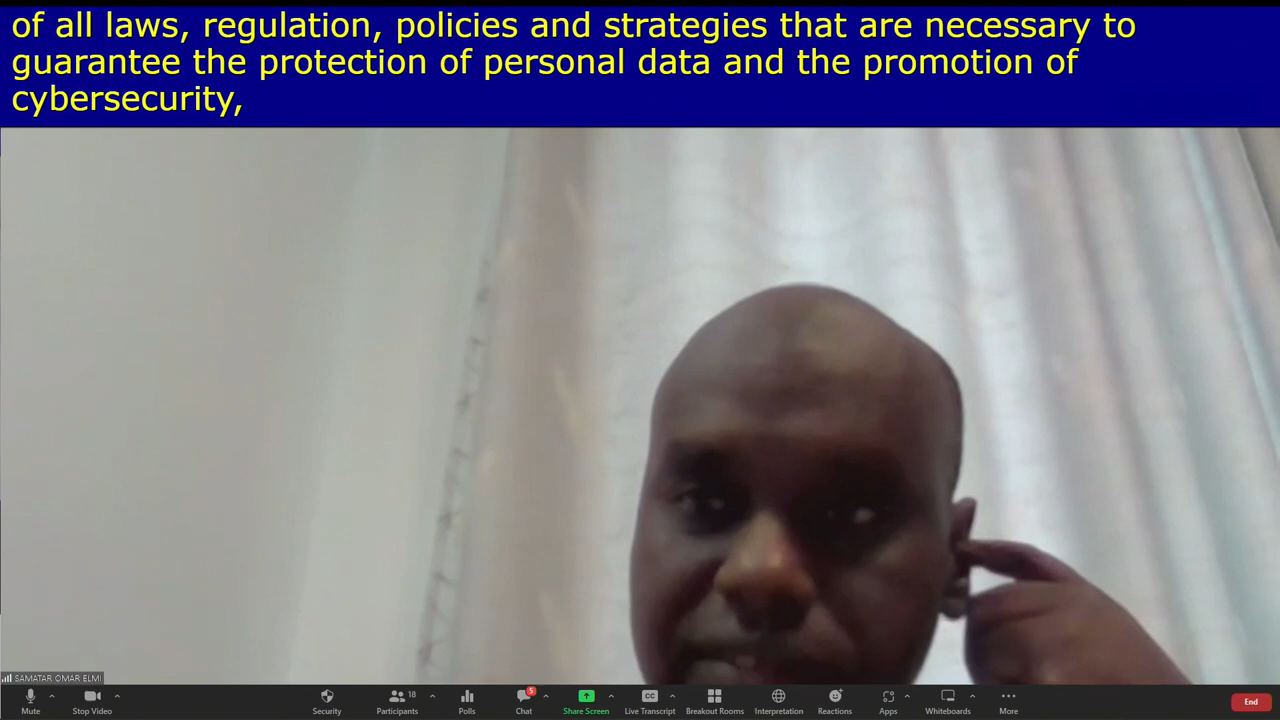 of all laws, regulation, policies and strategies that are necessary to
guarantee the protection of personal data and the promotion of
cybersecurity,
SAMATAR OMAR ELMI
18
5
Mute
Stop Video
Security
Participants
Polls
Chat
Share Screen
CC
Live Transcript
Breakout Rooms
Interpretation
Reactions
Apps
Whiteboards
More
End